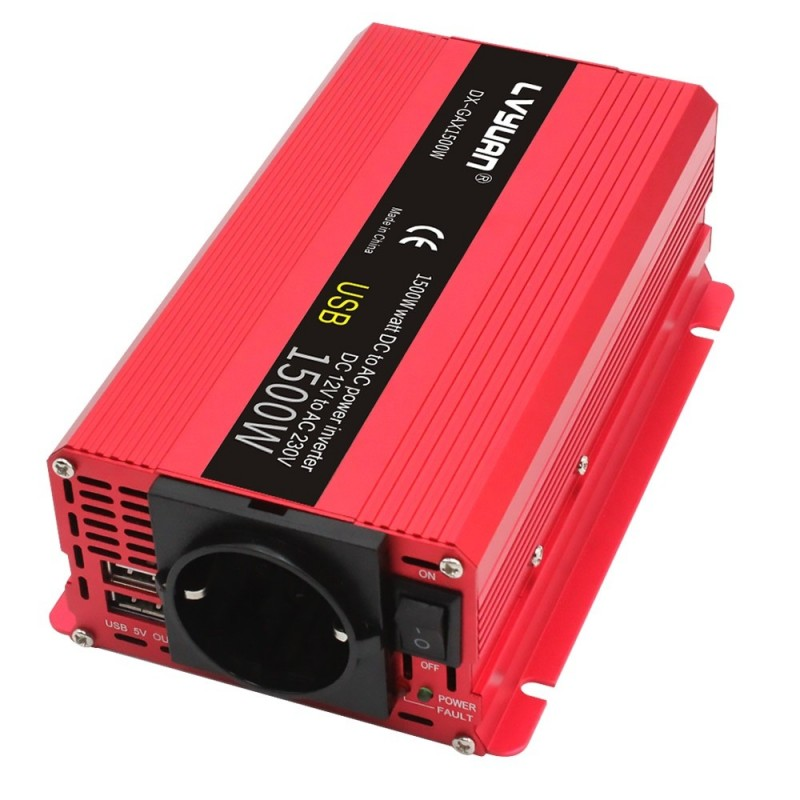 LVYUAN®
DX-GAX1500W
CE
Made in China
1500W watt DC to AC power inverter
DC 12V to AC 230V
USB 1500W
ON
OFF
USB 5V OU
POWER
FAULT